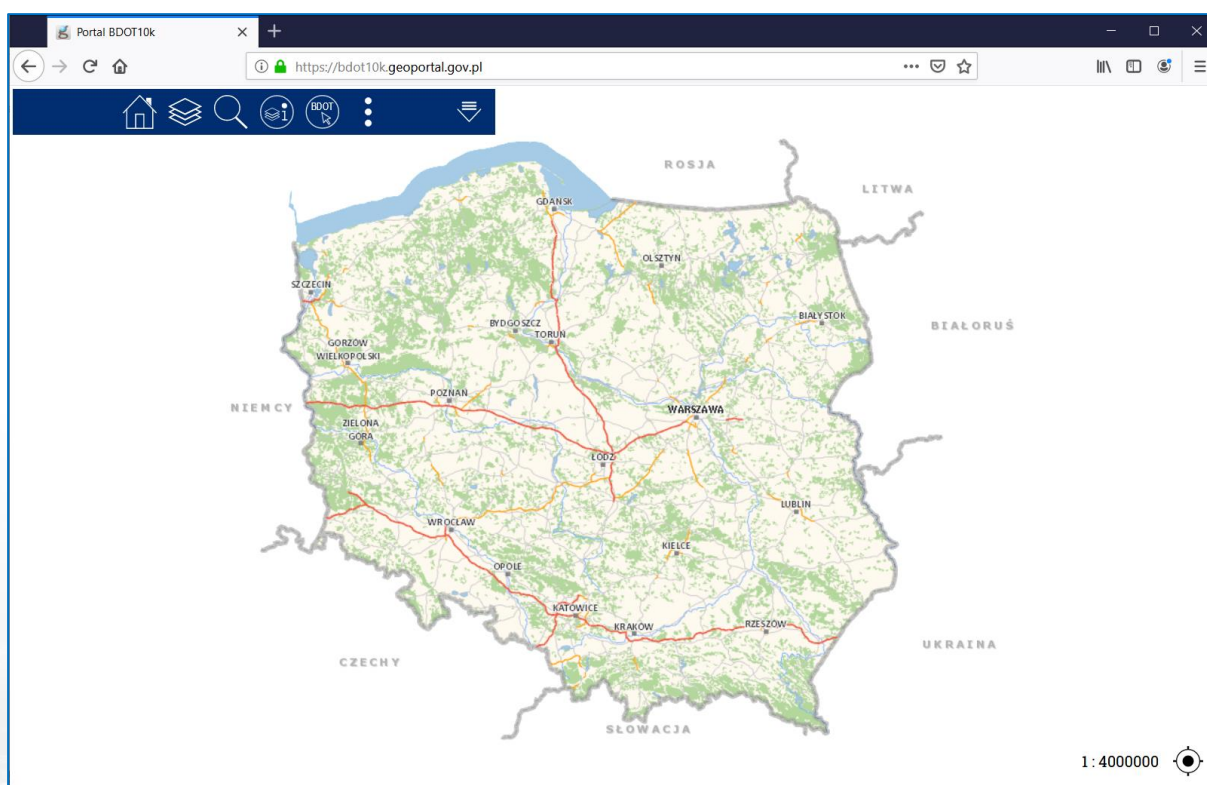 Portal BDOT10k
https://bdot10k.geoportal.gov.pl
BDOT
ROSJA
LITWA
GDAŃSK
OLSZTYN
SZCZECIN
BIAŁYSTOK
BYDGOSZCZ
TORUŃ
BIAŁORUŚ
GORZÓW
WIELKOPOLSKI
POZNAŃ
NIEMCY
WARSZAWA
ZIELONA
GÓRA
ŁÓDŹ
LUBLIN
WROCŁAW
KIELCE
OPOLE
KATOWICE
KRAKÓW
RZESZÓW
UKRAINA
CZECHY
SŁOWACJA
1:4000000